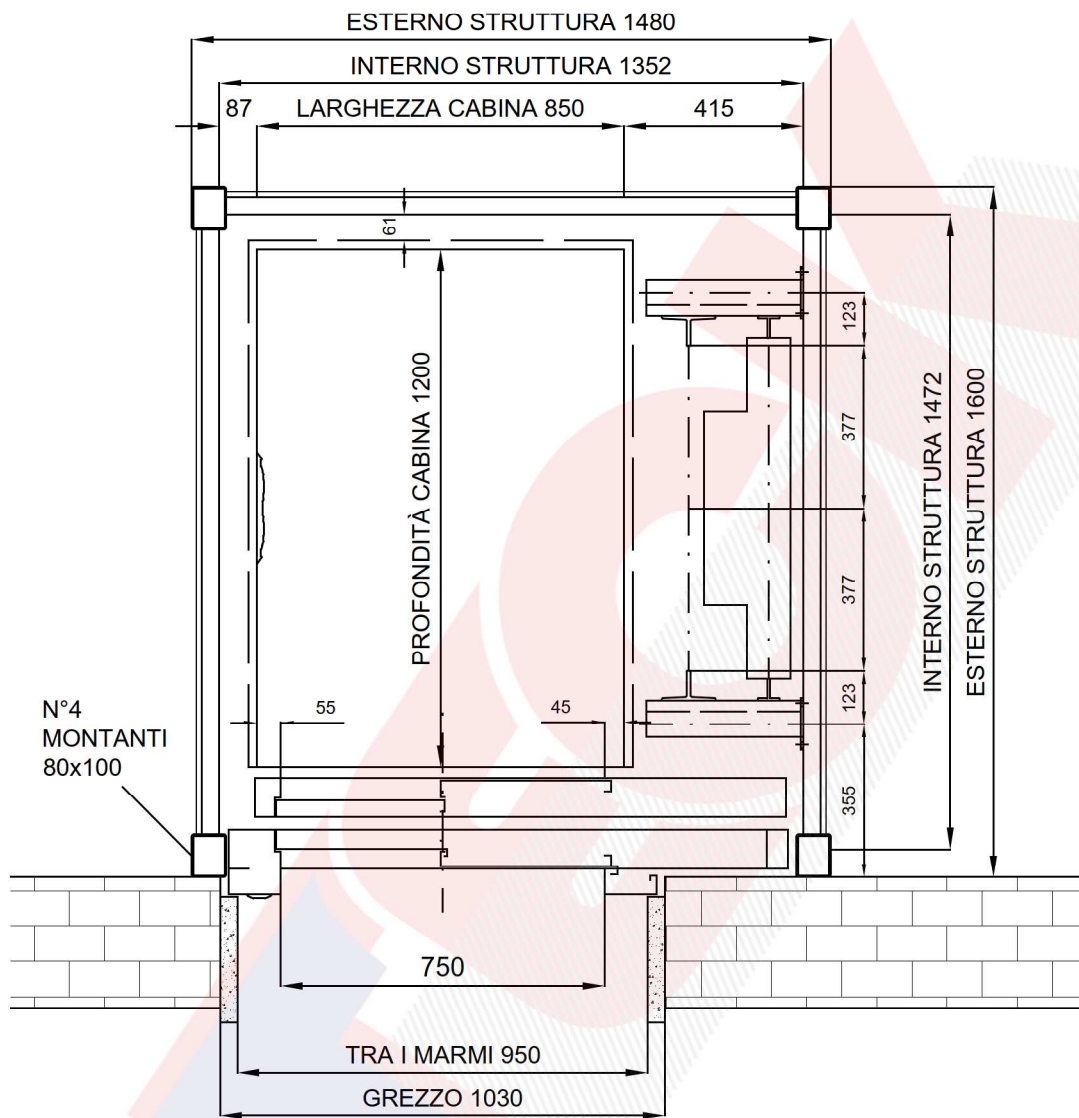 ESTERNO STRUTTURA 1480
INTERNO STRUTTURA 1352
87
LARGHEZZA CABINA 850
415
61
123
377
PROFONDITÀ CABINA 1200
INTERNO STRUTTURA 1472
ESTERNO STRUTTURA 1600
377
123
N°4
MONTANTI
80x100
55
45
355
750
TRA I MARMI 950
GREZZO 1030